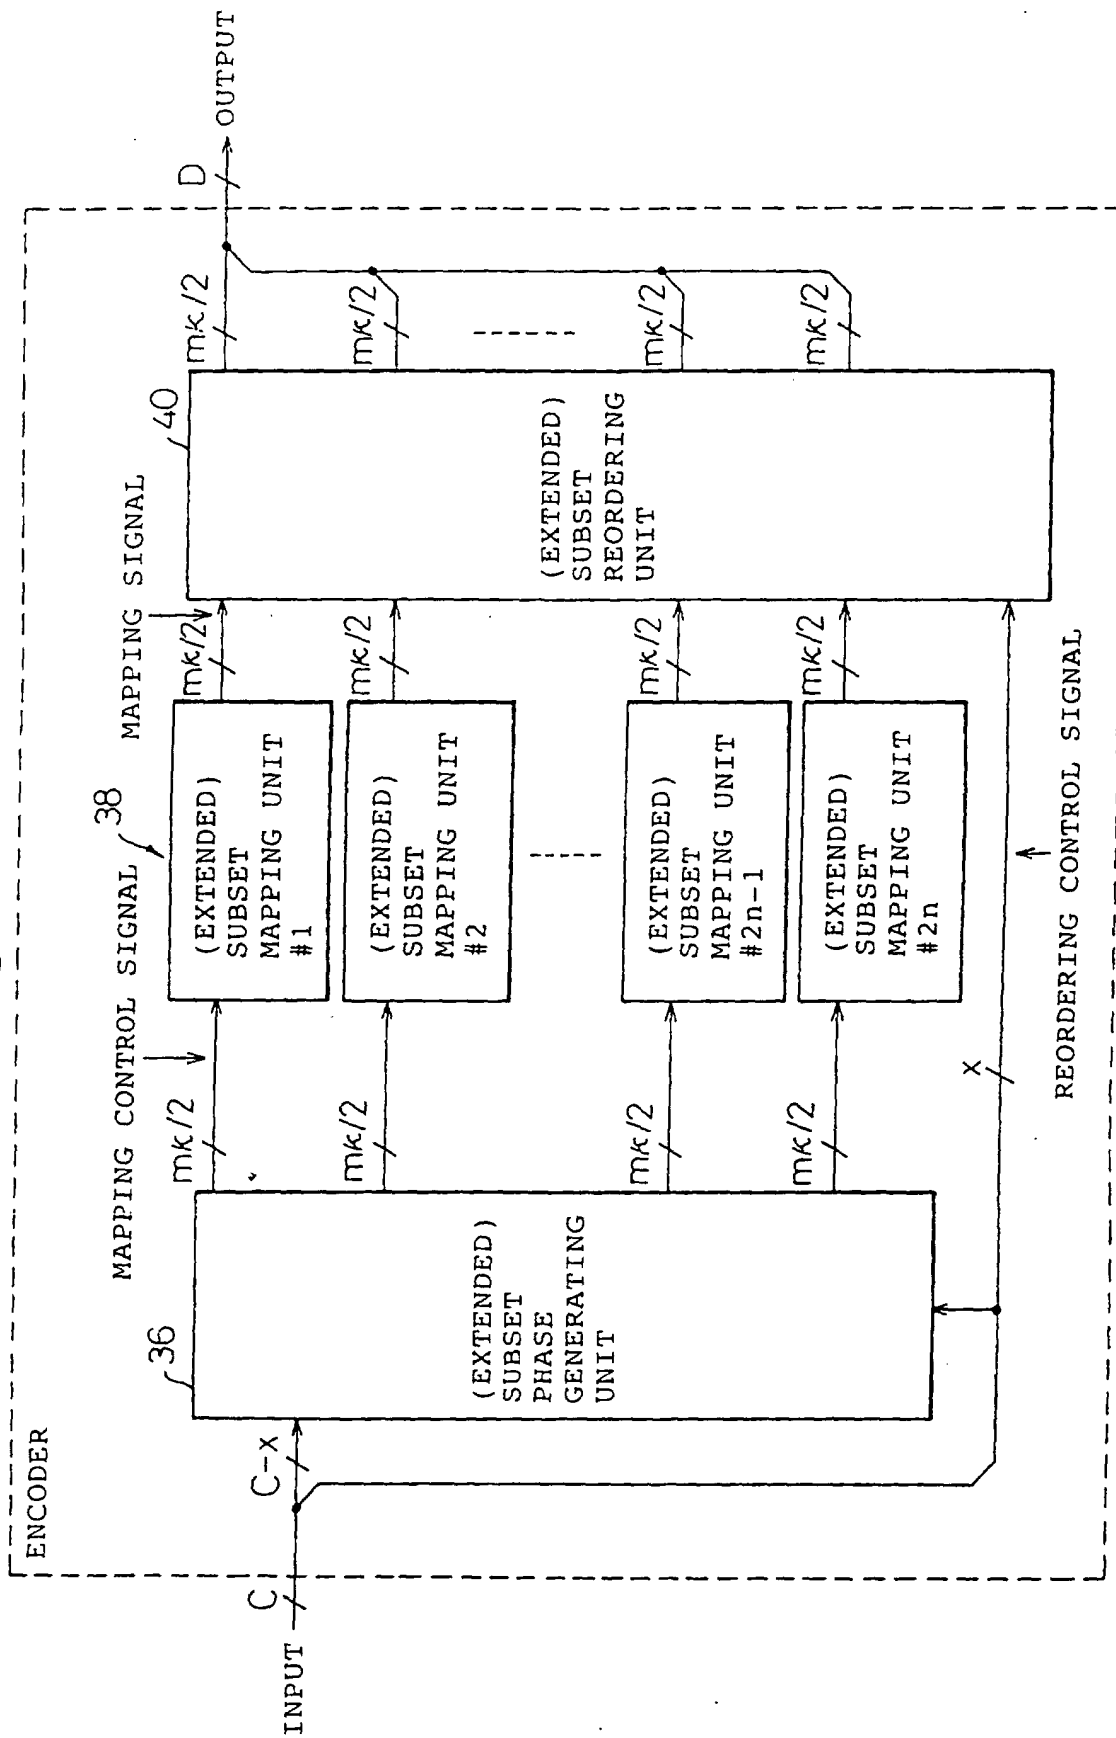 ENCODER
INPUT
C
C-x
36
(EXTENDED)
SUBSET
PHASE
GENERATING
UNIT
MAPPING CONTROL SIGNAL
mK/2
mK/2
mK/2
mK/2
38
(EXTENDED)
SUBSET
MAPPING UNIT
#1
(EXTENDED)
SUBSET
MAPPING UNIT
#2
(EXTENDED)
SUBSET
MAPPING UNIT
#2n-1
(EXTENDED)
SUBSET
MAPPING UNIT
#2n
MAPPING SIGNAL
mK/2
mK/2
mK/2
mK/2
40
(EXTENDED)
SUBSET
REORDERING
UNIT
mK/2
mK/2
mK/2
mK/2
D
OUTPUT
x
REORDERING CONTROL SIGNAL